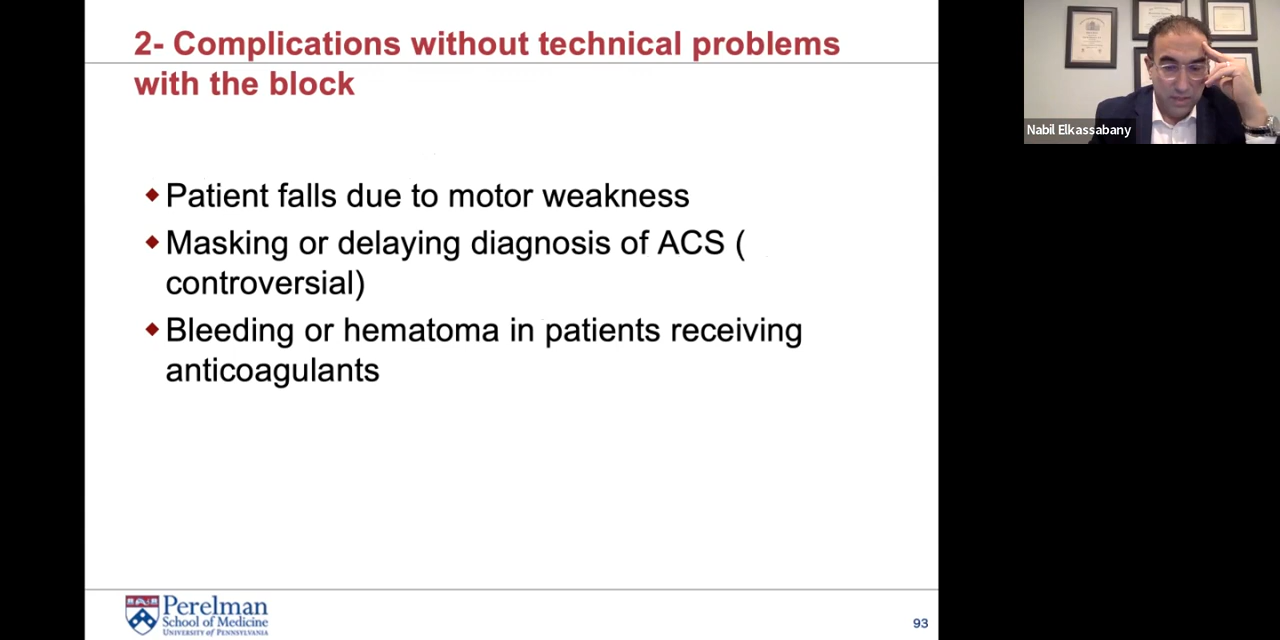 2- Complications without technical problems
with the block
Nabil Elkassabany
Patient falls due to motor weakness
Masking or delaying diagnosis of ACS (
controversial)
Bleeding or hematoma in patients receiving
anticoagulants
Perelman
School of Medicine
UNIVERSITY of PENNSYLVANIA
93